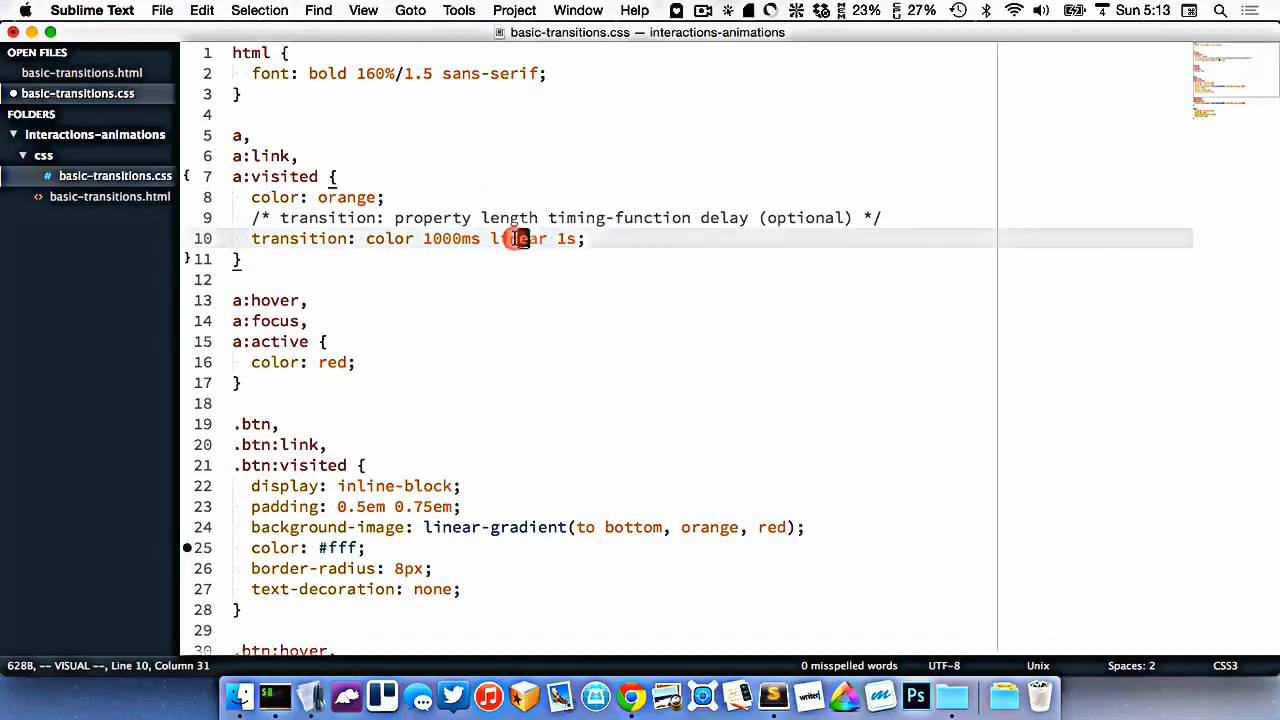 Sublime Text File Edit Selection Find View Goto Tools Project Window Help 23% 27% 4 Sun 5:13
basic-transitions.css — interactions-animations
OPEN FILES
basic-transitions.html
basic-transitions.css
FOLDERS
interactions-animations
css
# basic-transitions.css
<> basic-transitions.html
1 html {
2 font: bold 160%/1.5 sans-serif;
3 }
4
5 a,
6 a:link,
{ 7 a:visited {
8 color: orange;
9 /* transition: property length timing-function delay (optional) */
10 transition: color 1000ms linear 1s;
} 11 }
12
13 a:hover,
14 a:focus,
15 a:active {
16 color: red;
17 }
18
19 .btn,
20 .btn:link,
21 .btn:visited {
22 display: inline-block;
23 padding: 0.5em 0.75em;
24 background-image: linear-gradient(to bottom, orange, red);
25 color: #fff;
26 border-radius: 8px;
27 text-decoration: none;
28 }
29
30 .btn:hover,
628B, -- VISUAL --, Line 10, Column 31 0 misspelled words UTF-8 Unix Spaces: 2 CSS3